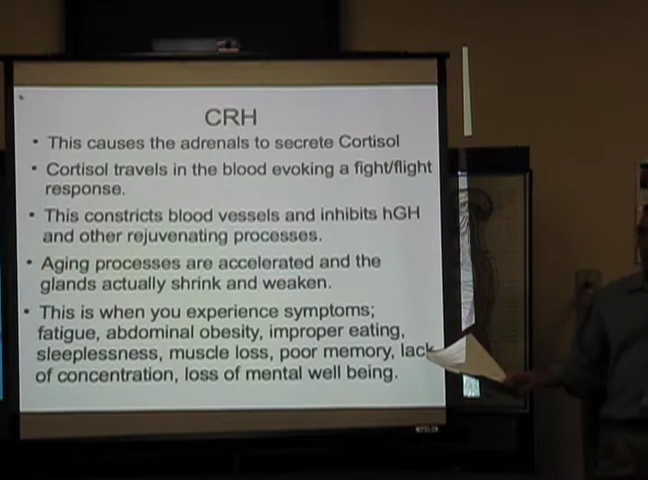 CRH
• This causes the adrenals to secrete Cortisol
• Cortisol travels in the blood evoking a fight/flight
response.
• This constricts blood vessels and inhibits hGH
and other rejuvenating processes.
• Aging processes are accelerated and the
glands actually shrink and weaken.
• This is when you experience symptoms;
fatigue, abdominal obesity, improper eating,
sleeplessness, muscle loss, poor memory, lack
of concentration, loss of mental well being.